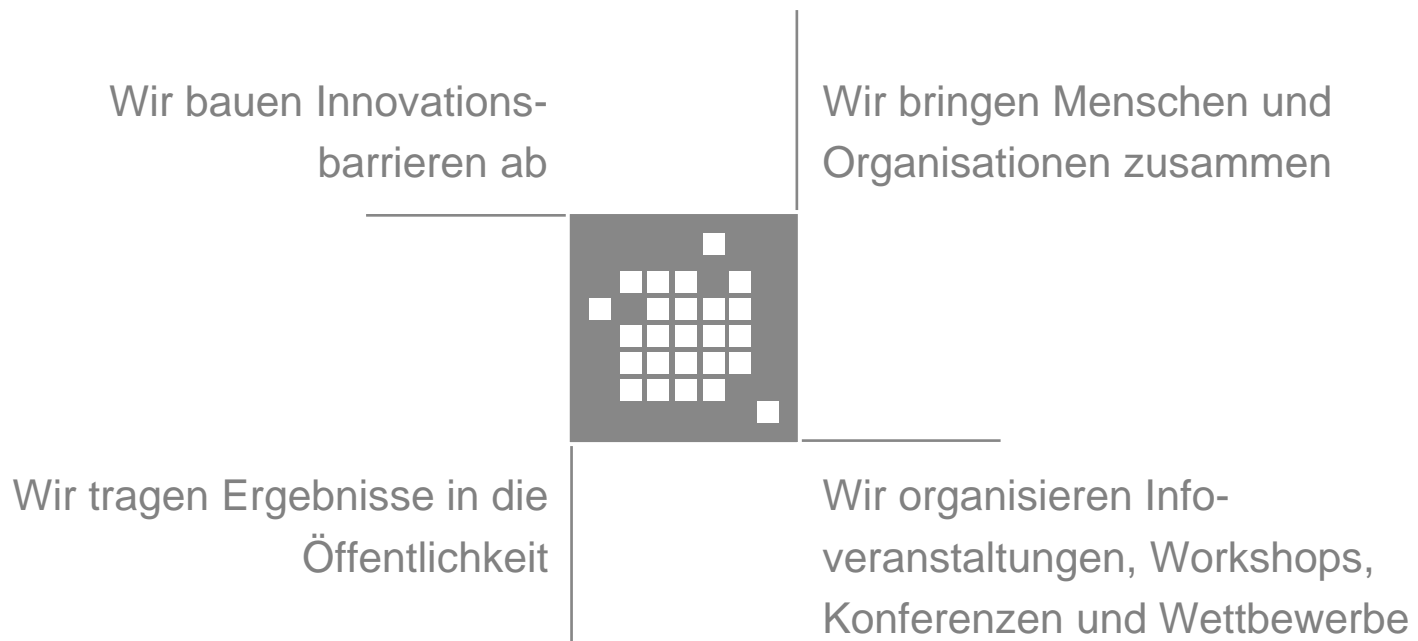 Wir bauen Innovations-
barrieren ab
Wir bringen Menschen und
Organisationen zusammen
Wir tragen Ergebnisse in die
Öffentlichkeit
Wir organisieren Info-
veranstaltungen, Workshops,
Konferenzen und Wettbewerbe